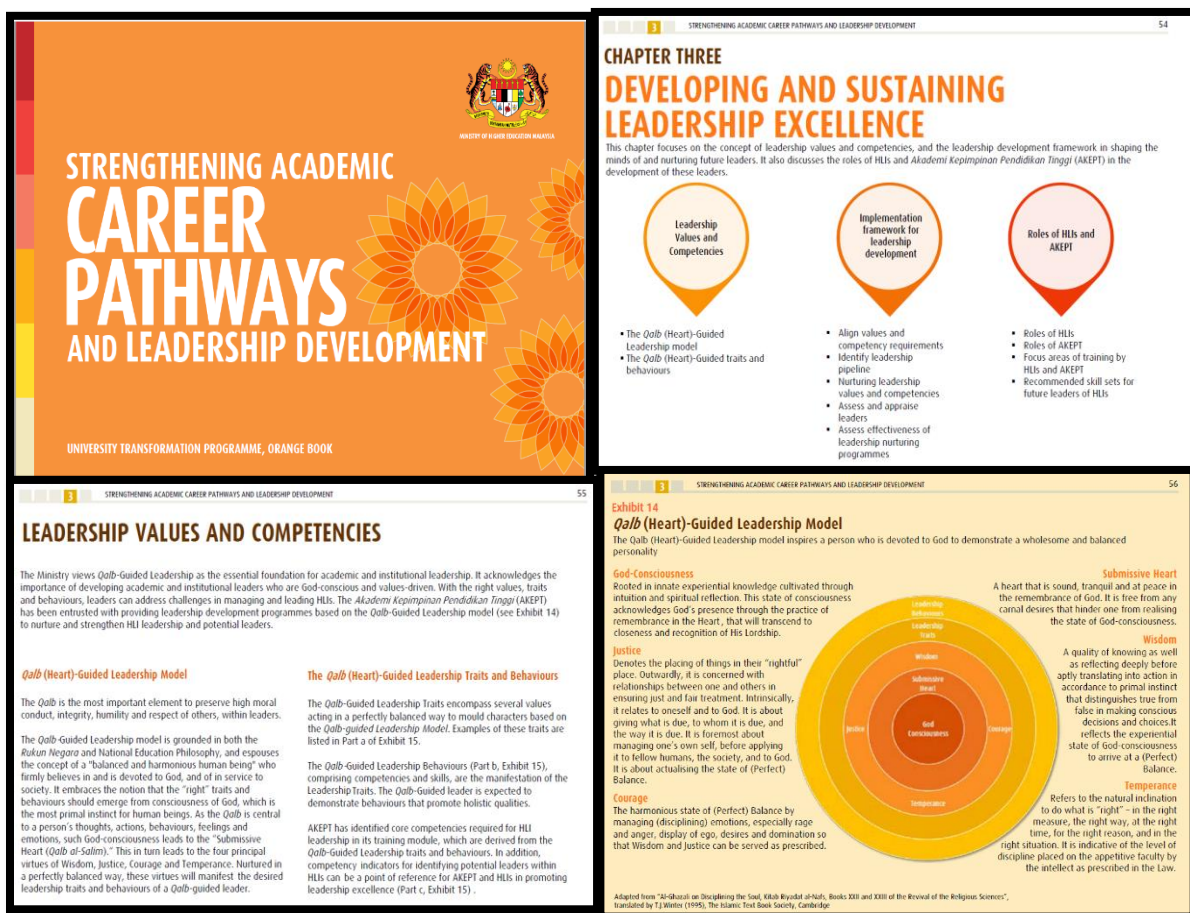 MINISTRY OF HIGHER EDUCATION MALAYSIA
STRENGTHENING ACADEMIC
CAREER
PATHWAYS
AND LEADERSHIP DEVELOPMENT
UNIVERSITY TRANSFORMATION PROGRAMME, ORANGE BOOK
3 STRENGTHENING ACADEMIC CAREER PATHWAYS AND LEADERSHIP DEVELOPMENT 54
CHAPTER THREE
DEVELOPING AND SUSTAINING
LEADERSHIP EXCELLENCE
This chapter focuses on the concept of leadership values and competencies, and the leadership development framework in shaping the
minds of and nurturing future leaders. It also discusses the roles of HLIs and Akademi Kepimpinan Pendidikan Tinggi (AKEPT) in the
development of these leaders.
Leadership
Values and
Competencies
▪ The Qalb (Heart)-Guided
Leadership model
▪ The Qalb (Heart)-Guided traits and
behaviours
Implementation
framework for
leadership
development
▪ Align values and
competency requirements
▪ Identify leadership
pipeline
▪ Nurturing leadership
values and competencies
▪ Assess and appraise
leaders
▪ Assess effectiveness of
leadership nurturing
programmes
Roles of HLIs and
AKEPT
▪ Roles of HLIs
▪ Roles of AKEPT
▪ Focus areas of training by
HLIs and AKEPT
▪ Recommended skill sets for
future leaders of HLIs
3 STRENGTHENING ACADEMIC CAREER PATHWAYS AND LEADERSHIP DEVELOPMENT 55
LEADERSHIP VALUES AND COMPETENCIES
The Ministry views Qalb-Guided Leadership as the essential foundation for academic and institutional leadership. It acknowledges the
importance of developing academic and institutional leaders who are God-conscious and values-driven. With the right values, traits
and behaviours, leaders can address challenges in managing and leading HLIs. The Akademi Kepimpinan Pendidikan Tinggi (AKEPT)
has been entrusted with providing leadership development programmes based on the Qalb-Guided Leadership model (see Exhibit 14)
to nurture and strengthen HLI leadership and potential leaders.
Qalb (Heart)-Guided Leadership Model
The Qalb is the most important element to preserve high moral
conduct, integrity, humility and respect of others, within leaders.
The Qalb-Guided Leadership model is grounded in both the
Rukun Negara and National Education Philosophy, and espouses
the concept of a "balanced and harmonious human being" who
firmly believes in and is devoted to God, and of in service to
society. It embraces the notion that the "right" traits and
behaviours should emerge from consciousness of God, which is
the most primal instinct for human beings. As the Qalb is central
to a person's thoughts, actions, behaviours, feelings and
emotions, such God-consciousness leads to the "Submissive
Heart (Qalb al-Salim)." This in turn leads to the four principal
virtues of Wisdom, Justice, Courage and Temperance. Nurtured in
a perfectly balanced way, these virtues will manifest the desired
leadership traits and behaviours of a Qalb-guided leader.
The Qalb (Heart)-Guided Leadership Traits and Behaviours
The Qalb-Guided Leadership Traits encompass several values
acting in a perfectly balanced way to mould characters based on
the Qalb-guided Leadership Model. Examples of these traits are
listed in Part a of Exhibit 15.
The Qalb-Guided Leadership Behaviours (Part b, Exhibit 15),
comprising competencies and skills, are the manifestation of the
Leadership Traits. The Qalb-Guided leader is expected to
demonstrate behaviours that promote holistic qualities.
AKEPT has identified core competencies required for HLI
leadership in its training module, which are derived from the
Qalb-Guided Leadership traits and behaviours. In addition,
competency indicators for identifying potential leaders within
HLIs can be a point of reference for AKEPT and HLIs in promoting
leadership excellence (Part c, Exhibit 15) .
3 STRENGTHENING ACADEMIC CAREER PATHWAYS AND LEADERSHIP DEVELOPMENT 56
Exhibit 14
Qalb (Heart)-Guided Leadership Model
The Qalb (Heart)-Guided Leadership model inspires a person who is devoted to God to demonstrate a wholesome and balanced
personality
God-Consciousness
Rooted in innate experiential knowledge cultivated through
intuition and spiritual reflection. This state of consciousness
acknowledges God's presence through the practice of
remembrance in the Heart, that will transcend to
closeness and recognition of His Lordship.
Justice
Denotes the placing of things in their "rightful"
place. Outwardly, it is concerned with
relationships between one and others in
ensuring just and fair treatment. Intrinsically,
it relates to oneself and to God. It is about
giving what is due, to whom it is due, and
the way it is due. It is foremost about
managing one's own self, before applying
it to fellow humans, the society, and to God.
It is about actualising the state of (Perfect)
Balance.
Courage
The harmonious state of (Perfect) Balance by
managing (disciplining) emotions, especially rage
and anger, display of ego, desires and domination so
that Wisdom and Justice can be served as prescribed.
Leadership
Behaviours
Leadership
Traits
Wisdom
Submissive
Heart
God
Consciousness
Justice
Courage
Temperance
Submissive Heart
A heart that is sound, tranquil and at peace in
the remembrance of God. It is free from any
carnal desires that hinder one from realising
the state of God-consciousness.
Wisdom
A quality of knowing as well
as reflecting deeply before
aptly translating into action in
accordance to primal instinct
that distinguishes true from
false in making conscious
decisions and choices.It
reflects the experiential
state of God-consciousness
to arrive at a (Perfect)
Balance.
Temperance
Refers to the natural inclination
to do what is "right" – in the right
measure, the right way, at the right
time, for the right reason, and in the
right situation. It is indicative of the level of
discipline placed on the appetitive faculty by
the intellect as prescribed in the Law.
Adapted from "Al-Ghazali on Disciplining the Soul, Kitab Riyadat al-Nafs, Books XXII and XXIII of the Revival of the Religious Sciences",
translated by T.J.Winter (1995), The Islamic Text Book Society, Cambridge